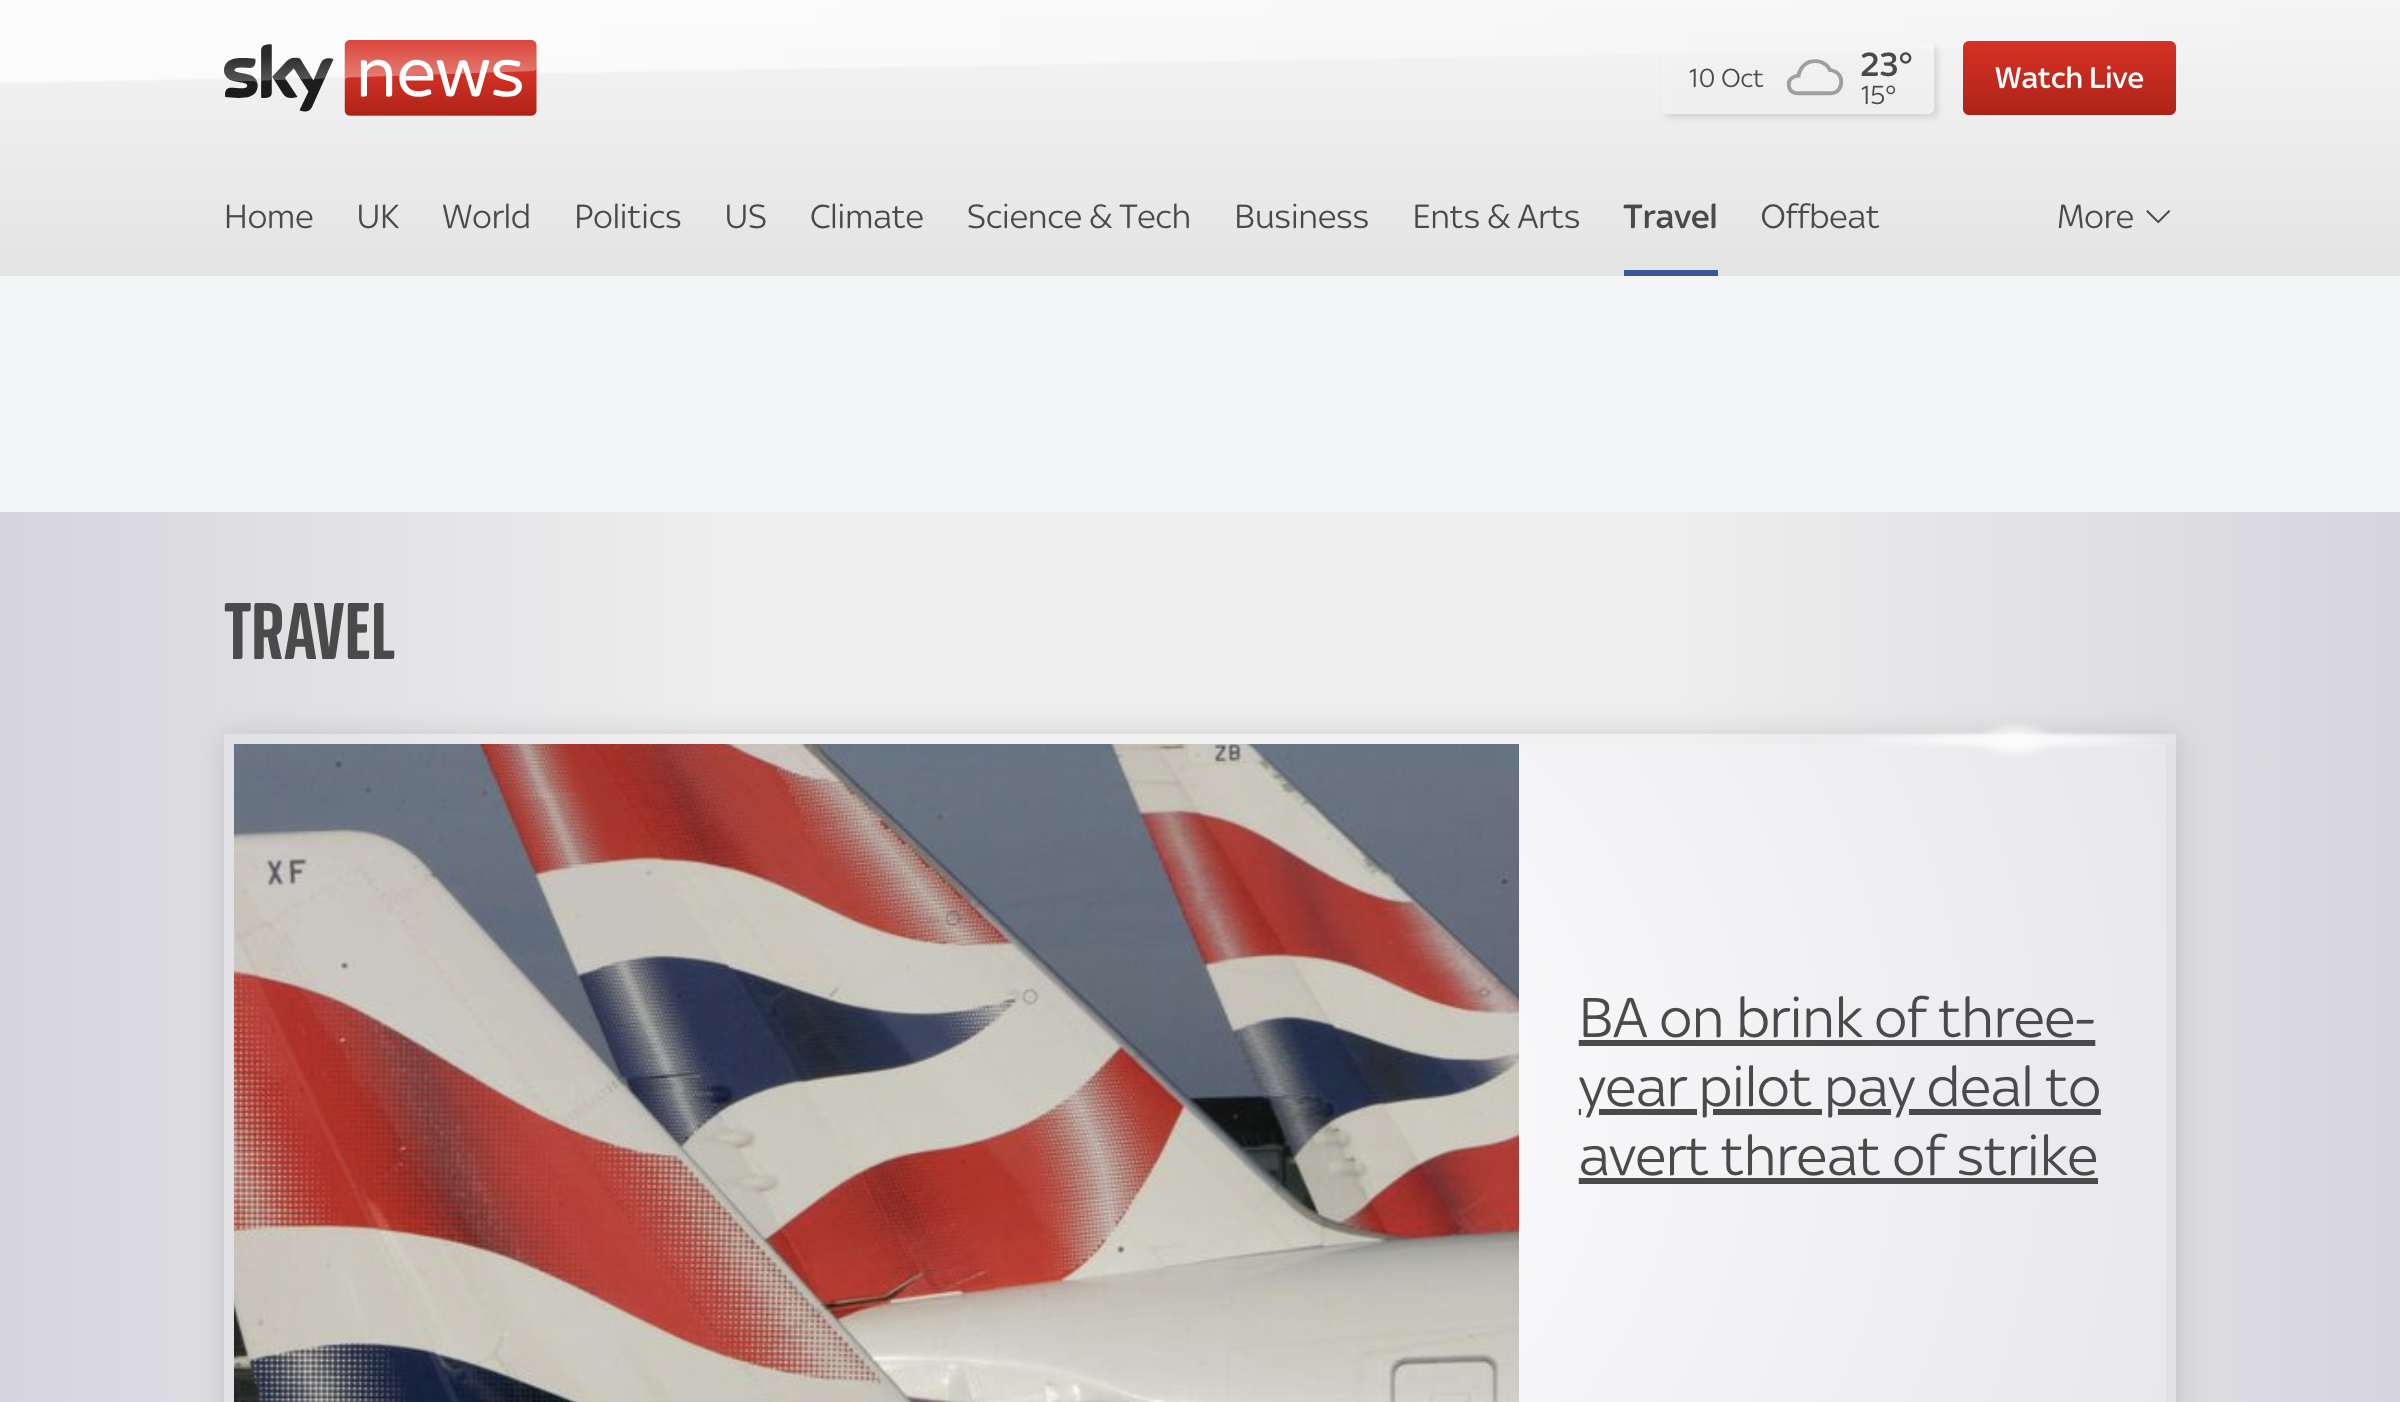 sky news
10 Oct
23°
15°
Watch Live
Home UK World Politics US Climate Science & Tech Business Ents & Arts Travel Offbeat More
TRAVEL
XF
ZB
BA on brink of three-
year pilot pay deal to
avert threat of strike